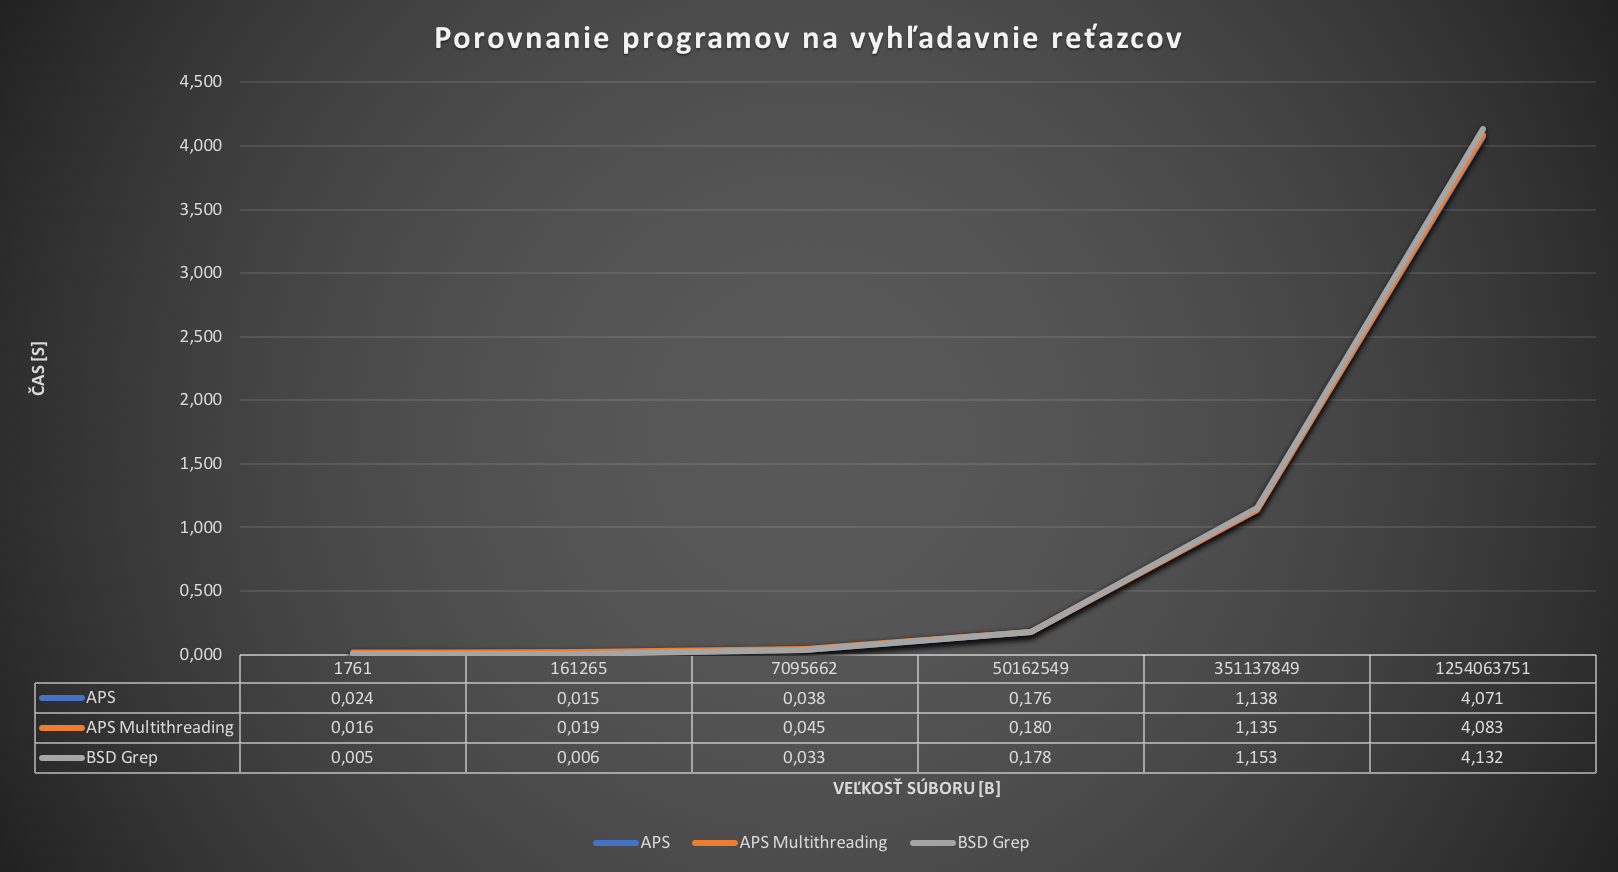 Porovnanie programov na vyhľadavnie reťazcov
4,500
4,000
3,500
3,000
2,500
2,000
1,500
1,000
0,500
0,000
ČAS [S]
1761 161265 7095662 50162549 351137849 1254063751
APS 0,024 0,015 0,038 0,176 1,138 4,071
APS Multithreading 0,016 0,019 0,045 0,180 1,135 4,083
BSD Grep 0,005 0,006 0,033 0,178 1,153 4,132
VEĽKOSŤ SÚBORU [B]
APS APS Multithreading BSD Grep